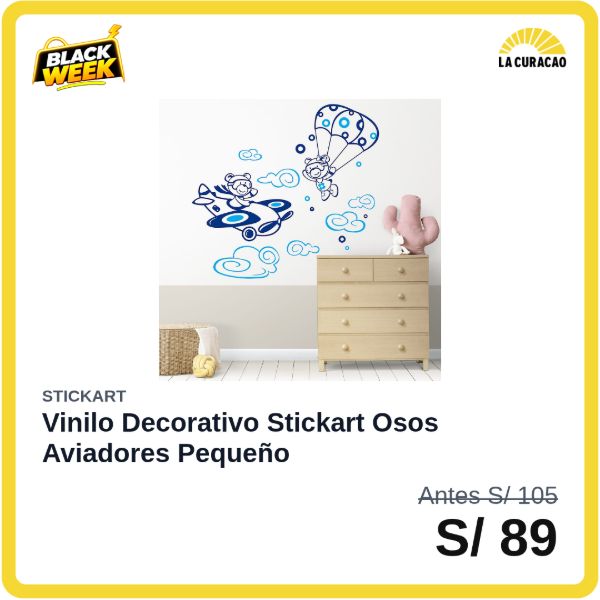 BLACK
WEEK
LA CURACAO
STICKART
Vinilo Decorativo Stickart Osos
Aviadores Pequeño
Antes S/ 105
S/ 89